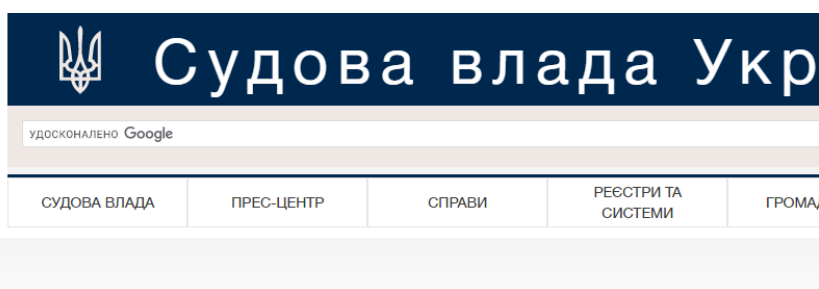 Судова влада Укр
УДОСКОНАЛЕНО Google
СУДОВА ВЛАДА
ПРЕС-ЦЕНТР
СПРАВИ
РЕЄСТРИ ТА
СИСТЕМИ
ГРОМАД